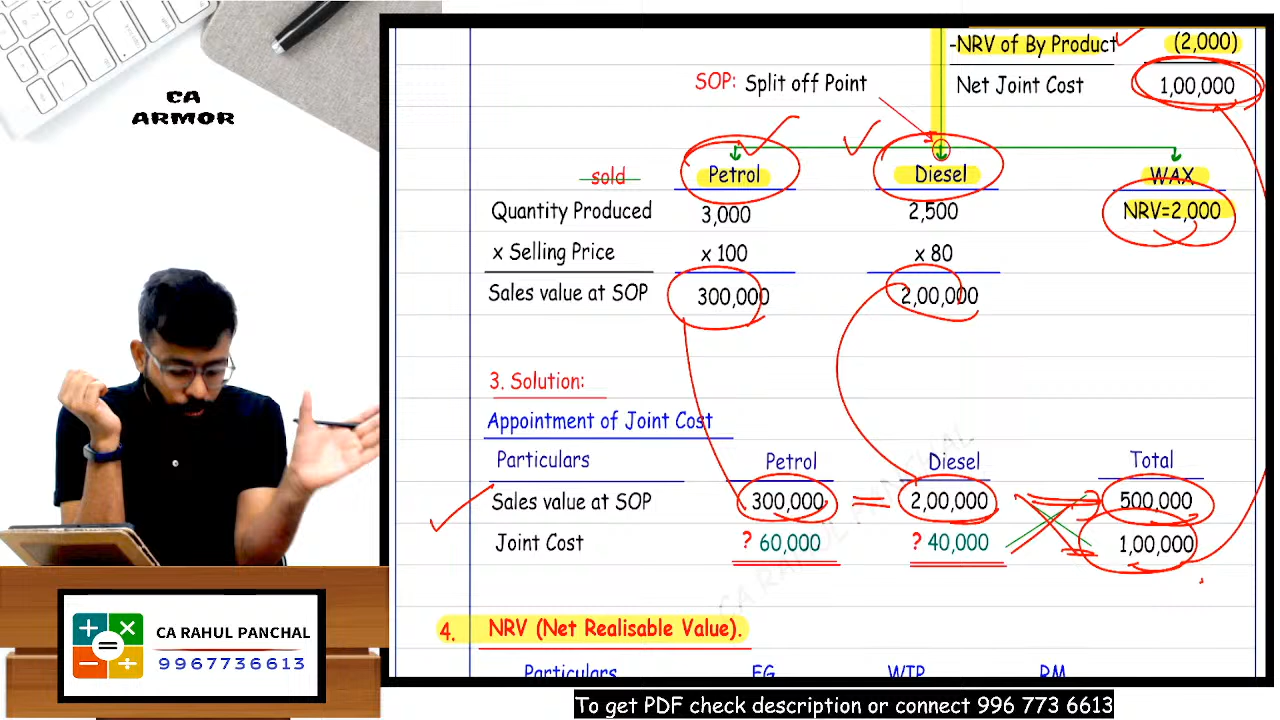 CA
ARMOR
-NRV of By Product (2,000)
SOP: Split off Point
Net Joint Cost 1,00,000
sold Petrol Diesel WAX
Quantity Produced 3,000 2,500 NRV=2,000
x Selling Price x 100 x 80
Sales value at SOP 300,000 2,00,000
3. Solution:
Appointment of Joint Cost
Particulars Petrol Diesel Total
Sales value at SOP 300,000 = 2,00,000 500,000
Joint Cost ? 60,000 ? 40,000 1,00,000
4. NRV (Net Realisable Value).
Particulars FG WIP RM
CA RAHUL PANCHAL
9967736613
To get PDF check description or connect 996 773 6613